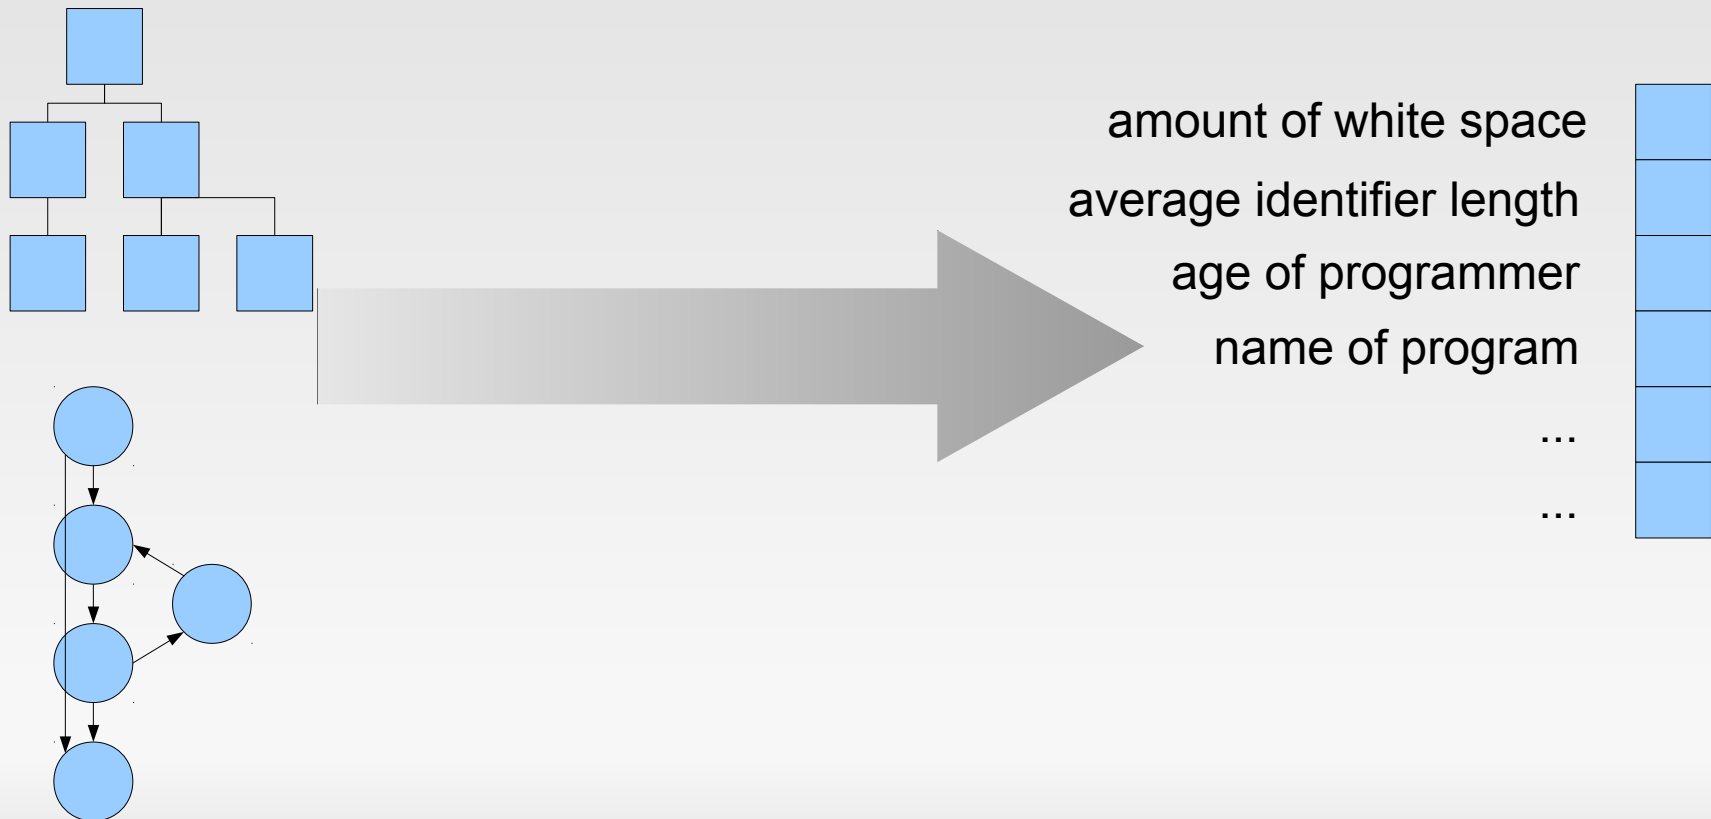 amount of white space
average identifier length
age of programmer
name of program
...
...